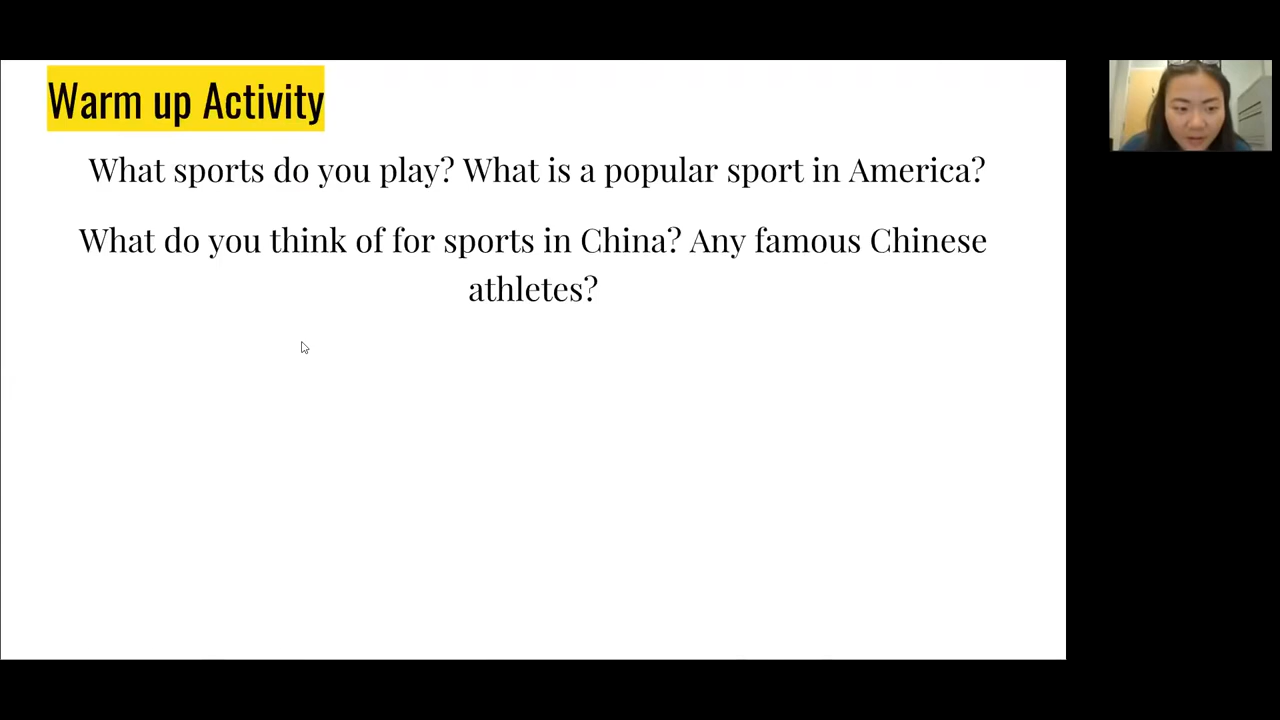 Warm up Activity
What sports do you play? What is a popular sport in America?
What do you think of for sports in China? Any famous Chinese
athletes?